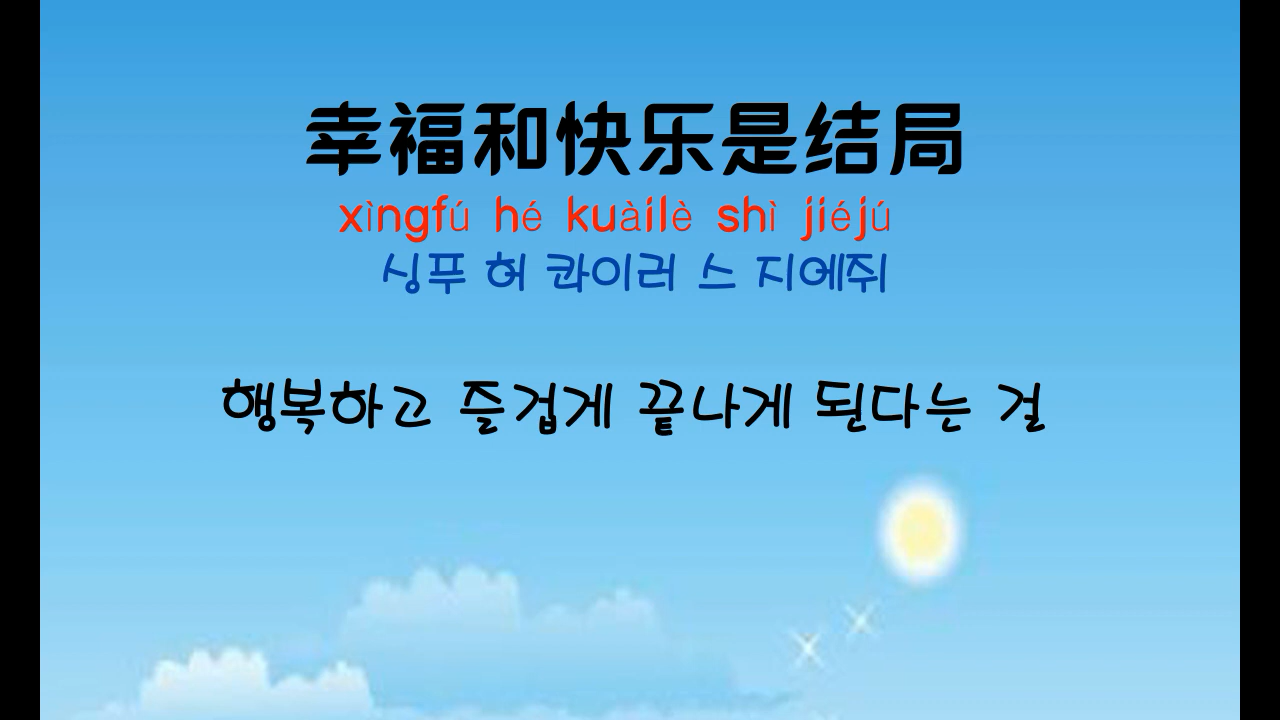 幸福和快乐是结局
xìngfú hé kuàilè shì jiéjú
싱푸 허 콰이러 스 지에쥐
행복하고 즐겁게 끝나게 된다는 걸